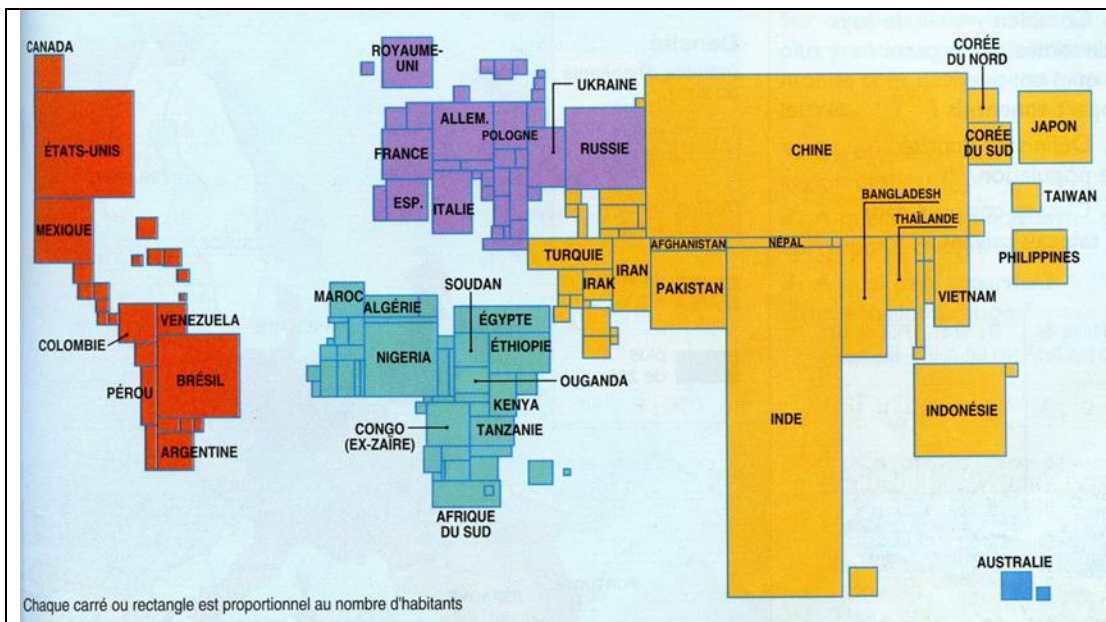 CANADA
ÉTATS-UNIS
MEXIQUE
COLOMBIE
VENEZUELA
PÉROU
BRÉSIL
ARGENTINE
ROYAUME-
UNI
UKRAINE
ALLEM.
POLOGNE
FRANCE
RUSSIE
ESP.
ITALIE
MAROC
ALGÉRIE
SOUDAN
ÉGYPTE
NIGERIA
ÉTHIOPIE
OUGANDA
KENYA
CONGO
(EX-ZAÏRE)
TANZANIE
AFRIQUE
DU SUD
TURQUIE
IRAK
IRAN
AFGHANISTAN
PAKISTAN
NÉPAL
CHINE
BANGLADESH
THAÏLANDE
INDE
VIETNAM
CORÉE
DU NORD
CORÉE
DU SUD
JAPON
TAIWAN
PHILIPPINES
INDONÉSIE
AUSTRALIE
Chaque carré ou rectangle est proportionnel au nombre d'habitants